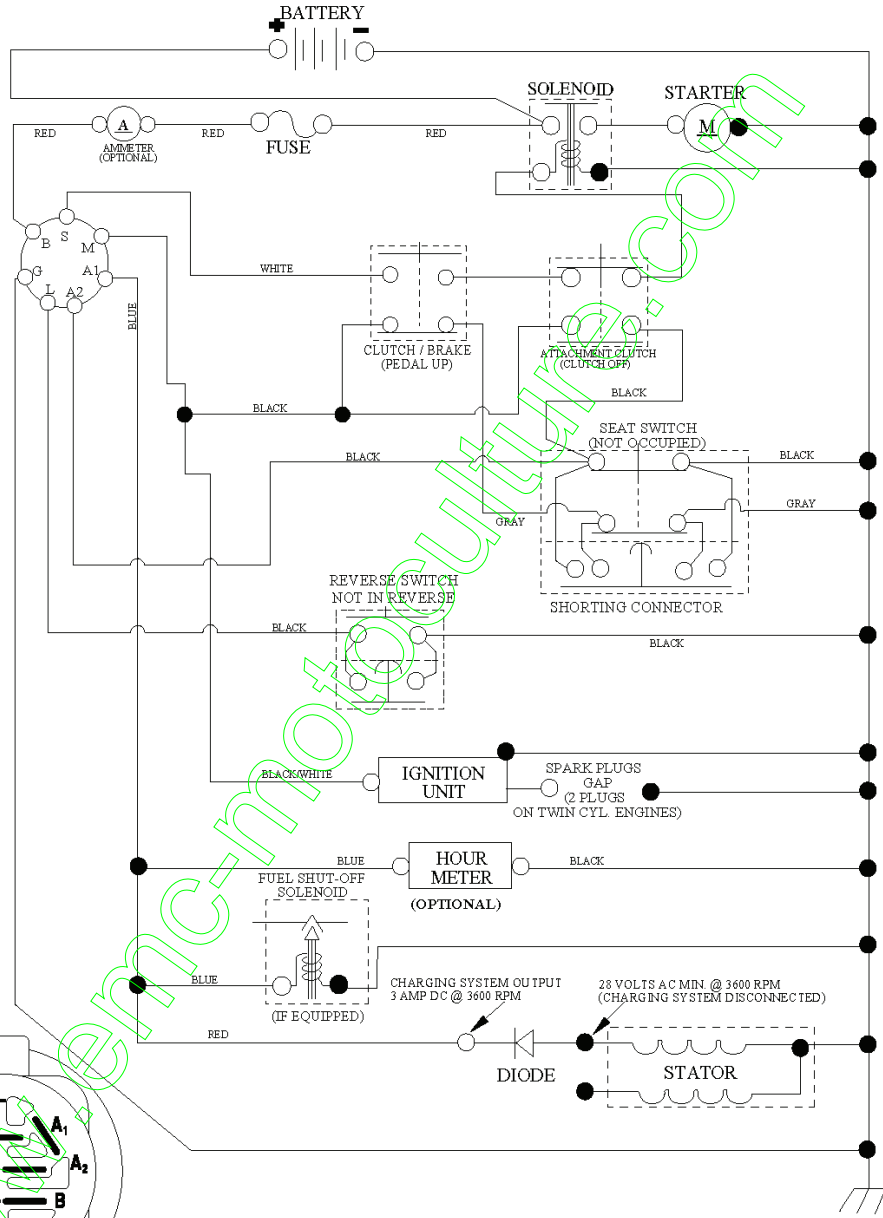 BATTERY
SOLENOID
STARTER
A
M
RED
RED
RED
AMMETER
(OPTIONAL)
FUSE
B
S
M
G
A1
L
A2
WHITE
BLUE
CLUTCH / BRAKE
(PEDAL UP)
ATTACHMENT CLUTCH
(CLUTCH OFF)
BLACK
BLACK
SEAT SWITCH
(NOT OCCUPIED)
BLACK
BLACK
GRAY
GRAY
REVERSE SWITCH
NOT IN REVERSE
SHORTING CONNECTOR
BLACK
BLACK
BLACK/WHITE
IGNITION
UNIT
SPARK PLUGS
GAP
(2 PLUGS
ON TWIN CYL. ENGINES)
BLUE
HOUR
METER
BLACK
(OPTIONAL)
FUEL SHUT-OFF
SOLENOID
BLUE
(IF EQUIPPED)
CHARGING SYSTEM OUTPUT
3 AMP DC @ 3600 RPM
28 VOLTS AC MIN. @ 3600 RPM
(CHARGING SYSTEM DISCONNECTED)
RED
DIODE
STATOR
A1
A2
B
w.emc-motoculture.com